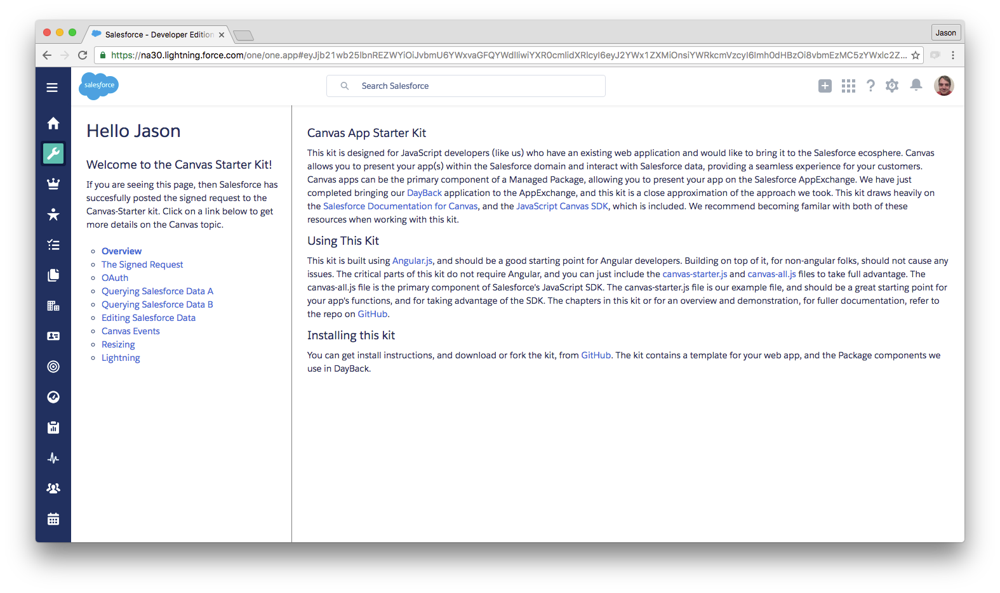 Salesforce - Developer Edition
Jason
https://na30.lightning.force.com/one/one.app#
salesforce
Search Salesforce
Hello Jason
Welcome to the Canvas Starter Kit!
If you are seeing this page, then Salesforce has
succesfully posted the signed request to the
Canvas-Starter kit. Click on a link below to get
more details on the Canvas topic.
Overview
The Signed Request
OAuth
Querying Salesforce Data A
Querying Salesforce Data B
Editing Salesforce Data
Canvas Events
Resizing
Lightning
Canvas App Starter Kit
This kit is designed for JavaScript developers (like us) who have an existing web application and would like to bring it to the Salesforce ecosphere. Canvas
allows you to present your app(s) within the Salesforce domain and interact with Salesforce data, providing a seamless experience for your customers.
Canvas apps can be the primary component of a Managed Package, allowing you to present your app on the Salesforce AppExchange. We have just
completed bringing our DayBack application to the AppExchange, and this kit is a close approximation of the approach we took. This kit draws heavily on
the Salesforce Documentation for Canvas, and the JavaScript Canvas SDK, which is included. We recommend becoming familar with both of these
resources when working with this kit.
Using This Kit
This kit is built using Angular.js, and should be a good starting point for Angular developers. Building on top of it, for non-angular folks, should not cause any
issues. The critical parts of this kit do not require Angular, and you can just include the canvas-starter.js and canvas-all.js files to take full advantage. The
canvas-all.js file is the primary component of Salesforce's JavaScript SDK. The canvas-starter.js file is our example file, and should be a great starting point for
your app's functions, and for taking advantage of the SDK. The chapters in this kit or for an overview and demonstration, for fuller documentation, refer to
the repo on GitHub.
Installing this kit
You can get install instructions, and download or fork the kit, from GitHub. The kit contains a template for your web app, and the Package components we
use in DayBack.